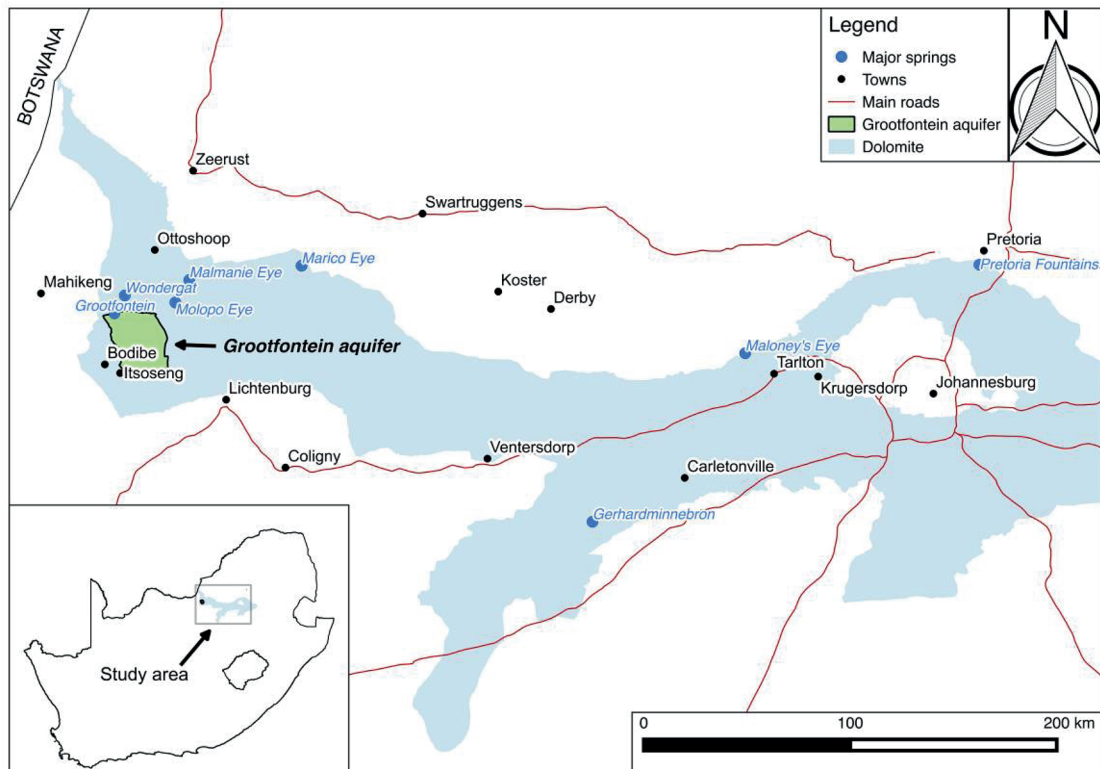 BOTSWANA
Legend
Major springs
Towns
Main roads
Grootfontein aquifer
Dolomite
N
Zeerust
Swartruggens
Ottoshoop
Pretoria
Marico Eye
Pretoria Fountains
Malmanie Eye
Mahikeng
Wondergat
Koster
Molopo Eye
Derby
Grootfontein
Grootfontein aquifer
Maloney's Eye
Bodibe
Itsoseng
Tarlton
Krugersdorp
Johannesburg
Lichtenburg
Coligny
Ventersdorp
Carletonville
Gerhardminnebron
Study area
0 100 200 km